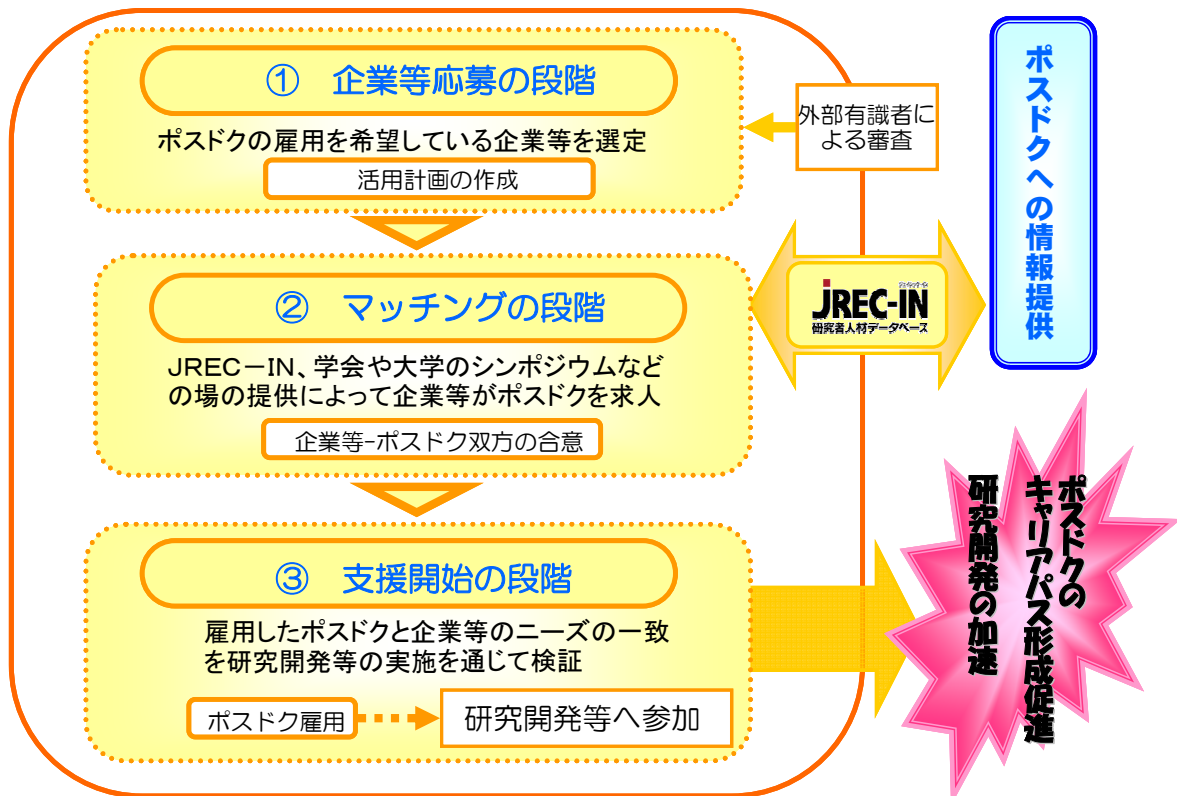 ① 企業等応募の段階
ポスドクの雇用を希望している企業等を選定
活用計画の作成
外部有識者に
よる審査
ポスドクへの情報提供
② マッチングの段階
JREC－IN、学会や大学のシンポジウムなど
の場の提供によって企業等がポスドクを求人
企業等-ポスドク双方の合意
JREC-IN
研究者人材データベース
③ 支援開始の段階
雇用したポスドクと企業等のニーズの一致
を研究開発等の実施を通じて検証
ポスドク雇用
研究開発等へ参加
ポスドクの
キャリアパス形成促進
研究開発の加速